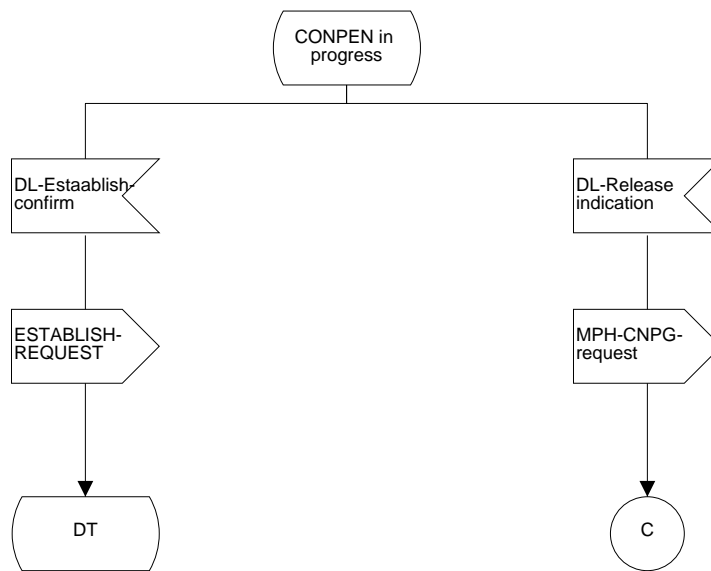 CONPEN in
progress
DL-Estaablish-
confirm
DL-Release
indication
ESTABLISH-
REQUEST
MPH-CNPG-
request
DT
C